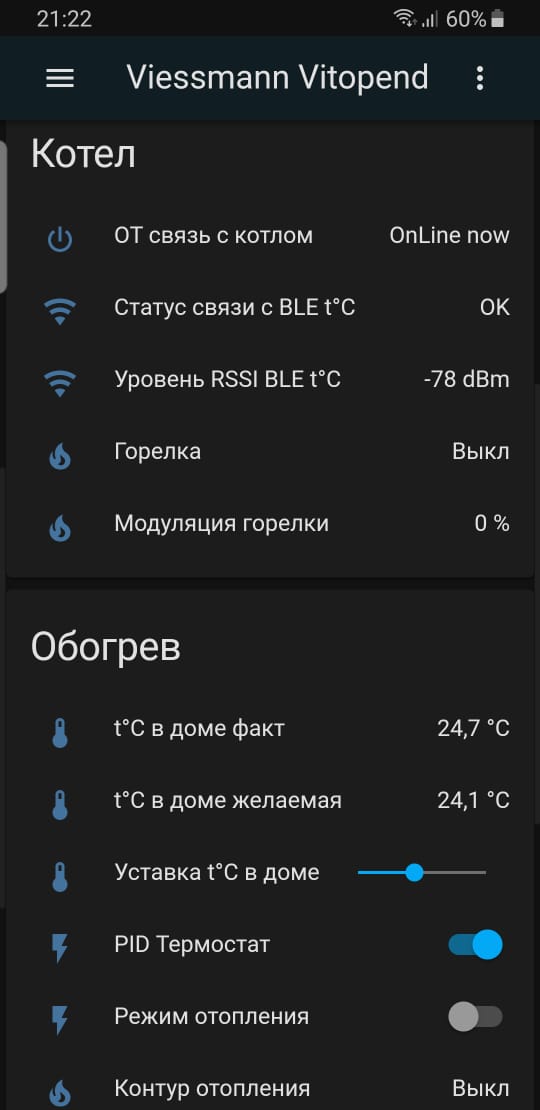 21:22 60%
Viessmann Vitopend
Котел
ОТ связь с котлом OnLine now
Статус связи с BLE t°C OK
Уровень RSSI BLE t°C -78 dBm
Горелка Выкл
Модуляция горелки 0 %
Обогрев
t°C в доме факт 24,7 °C
t°C в доме желаемая 24,1 °C
Уставка t°C в доме
PID Термостат
Режим отопления
Контур отопления Выкл